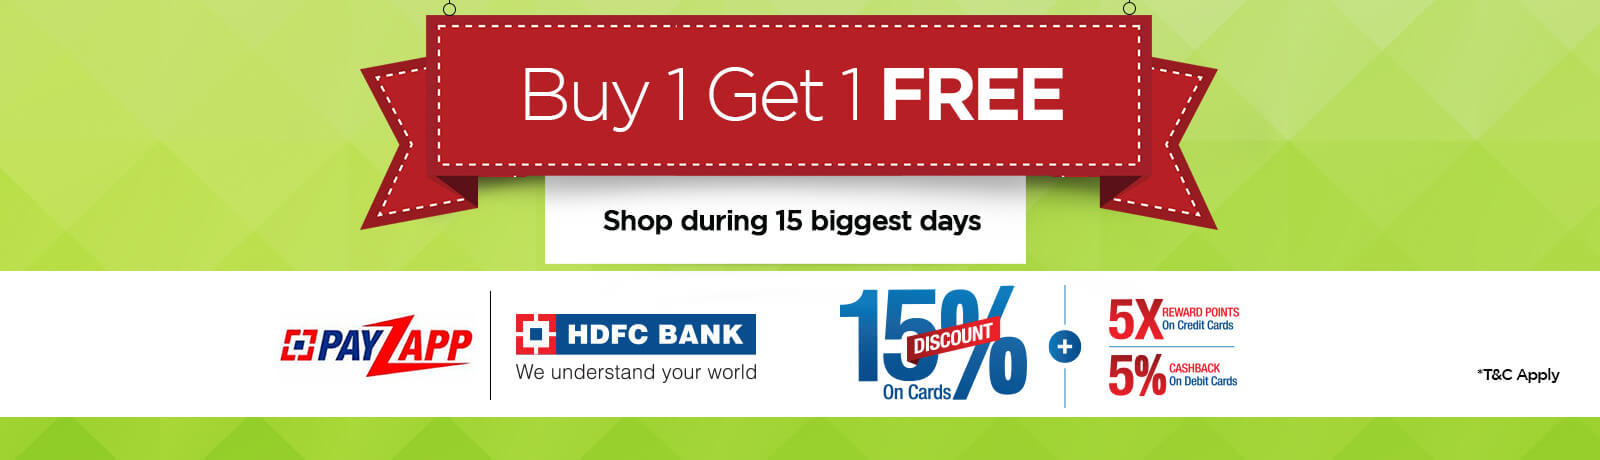 Buy 1 Get 1 FREE
Shop during 15 biggest days
PAYZAPP
HDFC BANK
We understand your world
15%
DISCOUNT
On Cards
+
5X REWARD POINTS
On Credit Cards
5% CASHBACK
On Debit Cards
*T&C Apply